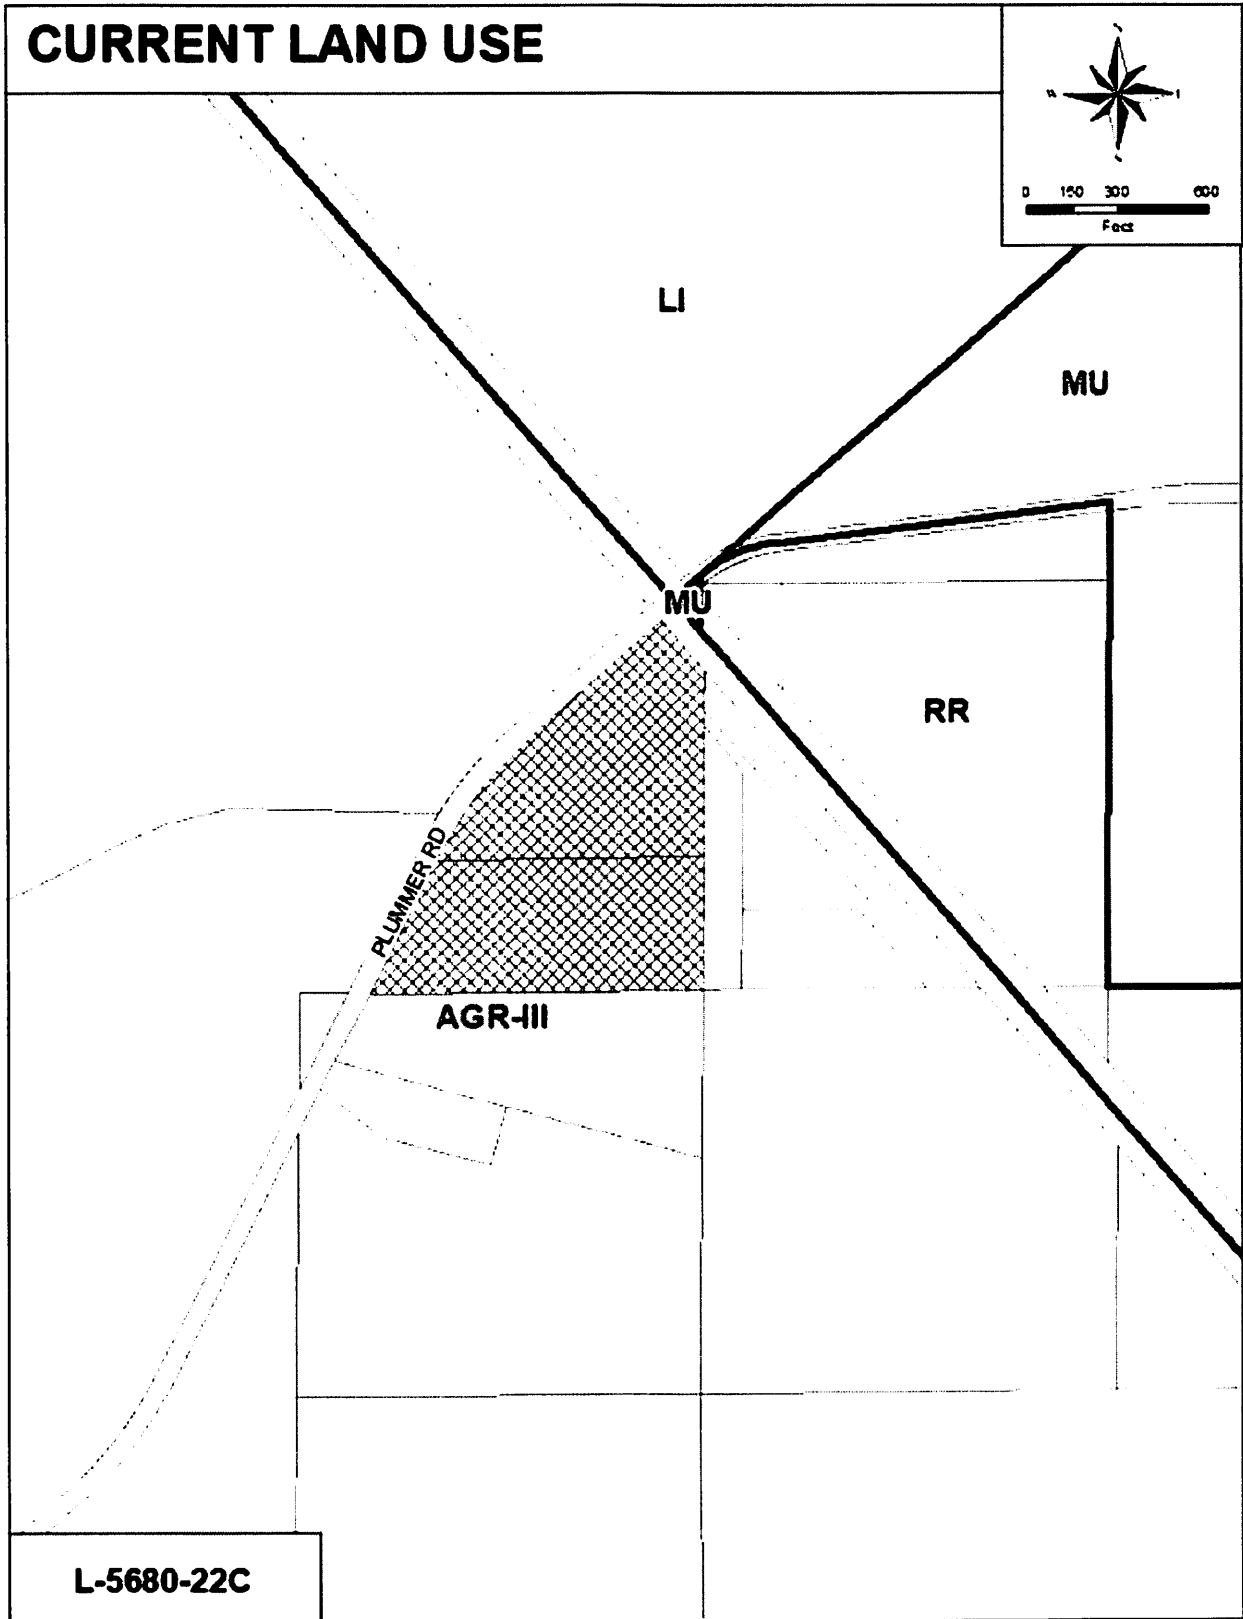 CURRENT LAND USE
0 150 300 600
Feet
LI
MU
MU
RR
PLUMMER RD
AGR-III
L-5680-22C